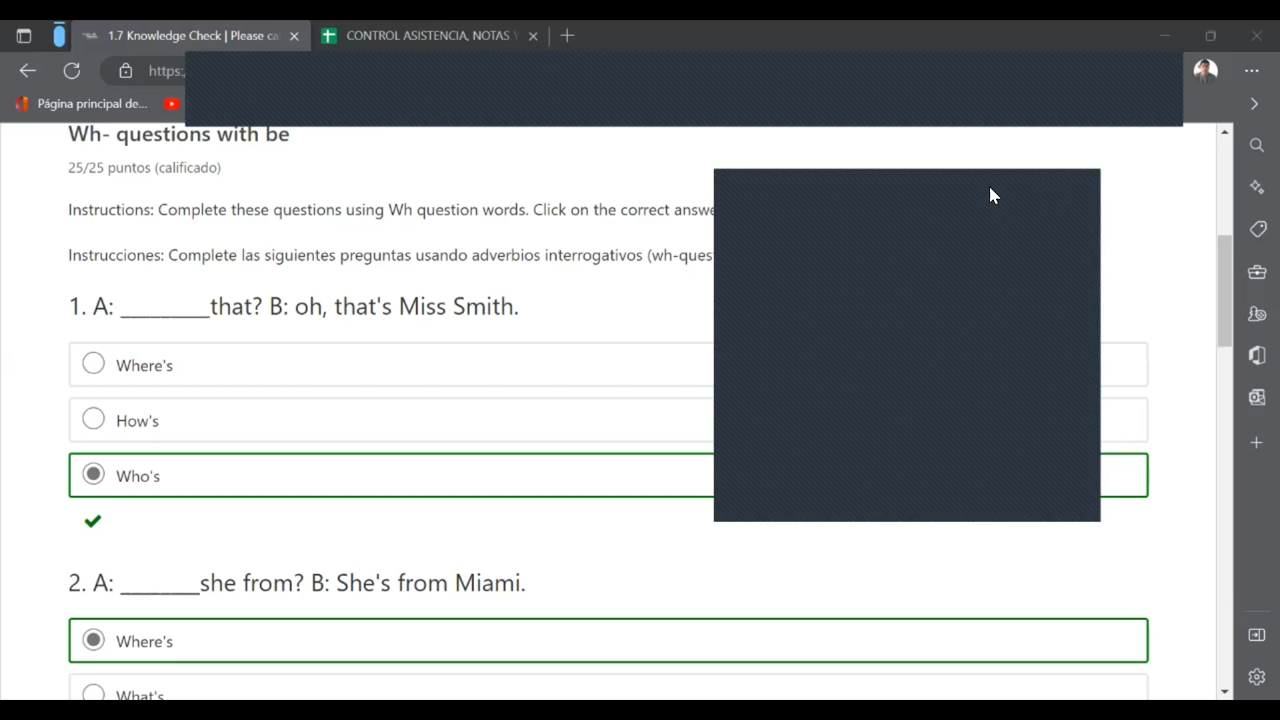 1.7 Knowledge Check | Please ca
CONTROL ASISTENCIA, NOTAS Y
https:/
Página principal de...
Wh- questions with be
25/25 puntos (calificado)
Instructions: Complete these questions using Wh question words. Click on the correct answe
Instrucciones: Complete las siguientes preguntas usando adverbios interrogativos (wh-ques
1. A: _________that? B: oh, that's Miss Smith.
Where's
How's
Who's
2. A: ________she from? B: She's from Miami.
Where's
What's